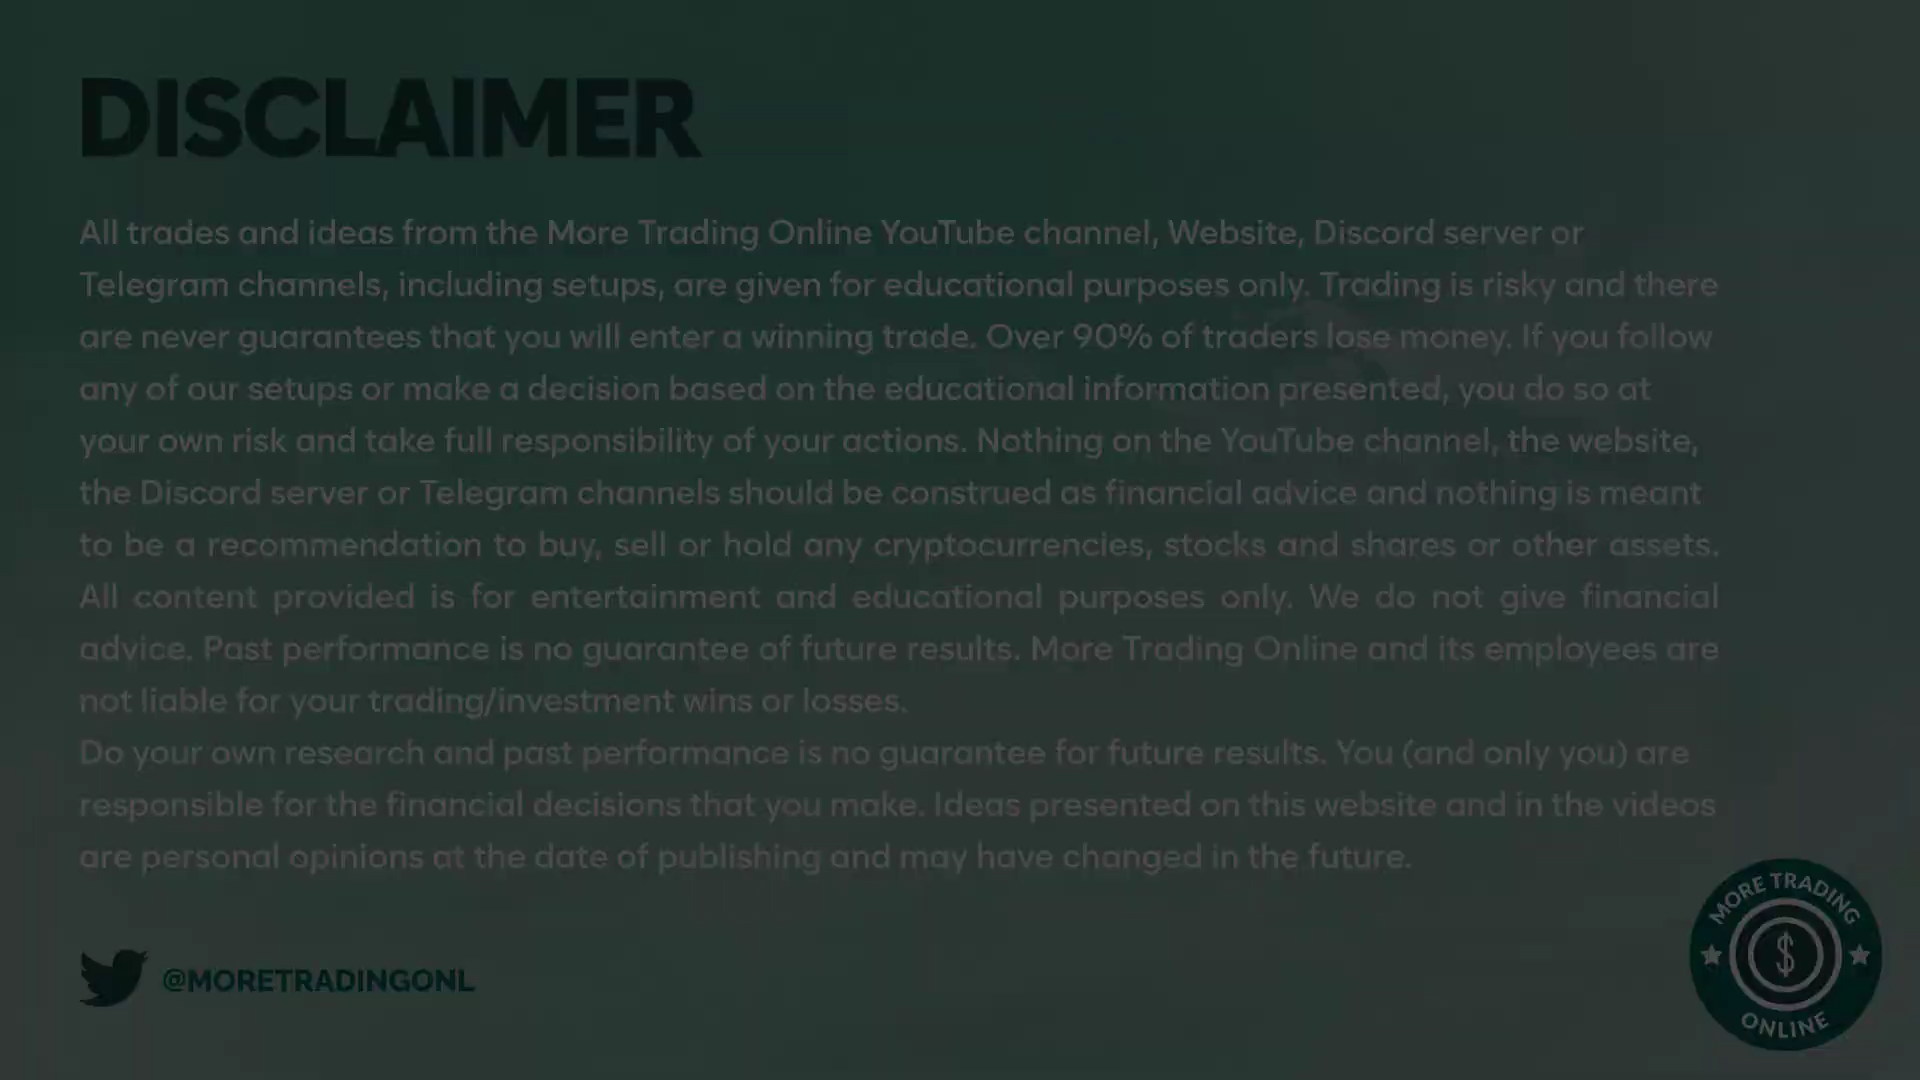 DISCLAIMER
All trades and ideas from the More Trading Online YouTube channel, Website, Discord server or
Telegram channels, including setups, are given for educational purposes only. Trading is risky and there
are never guarantees that you will enter a winning trade. Over 90% of traders lose money. If you follow
any of our setups or make a decision based on the educational information presented, you do so at
your own risk and take full responsibility of your actions. Nothing on the YouTube channel, the website,
the Discord server or Telegram channels should be construed as financial advice and nothing is meant
to be a recommendation to buy, sell or hold any cryptocurrencies, stocks and shares or other assets.
All content provided is for entertainment and educational purposes only. We do not give financial
advice. Past performance is no guarantee of future results. More Trading Online and its employees are
not liable for your trading/investment wins or losses.
Do your own research and past performance is no guarantee for future results. You (and only you) are
responsible for the financial decisions that you make. Ideas presented on this website and in the videos
are personal opinions at the date of publishing and may have changed in the future.
@MORETRADINGONL
MORE TRADING
$
ONLINE